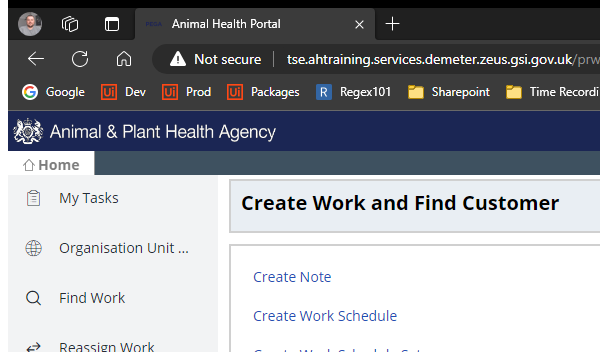 Animal Health Portal
Not secure
tse.ahtraining.services.demeter.zeus.gsi.gov.uk/prw
Google
Dev
Prod
Packages
Regex101
Sharepoint
Time Recordi
Animal & Plant Health Agency
Home
My Tasks
Organisation Unit ...
Find Work
Reassign Work
Create Work and Find Customer
Create Note
Create Work Schedule